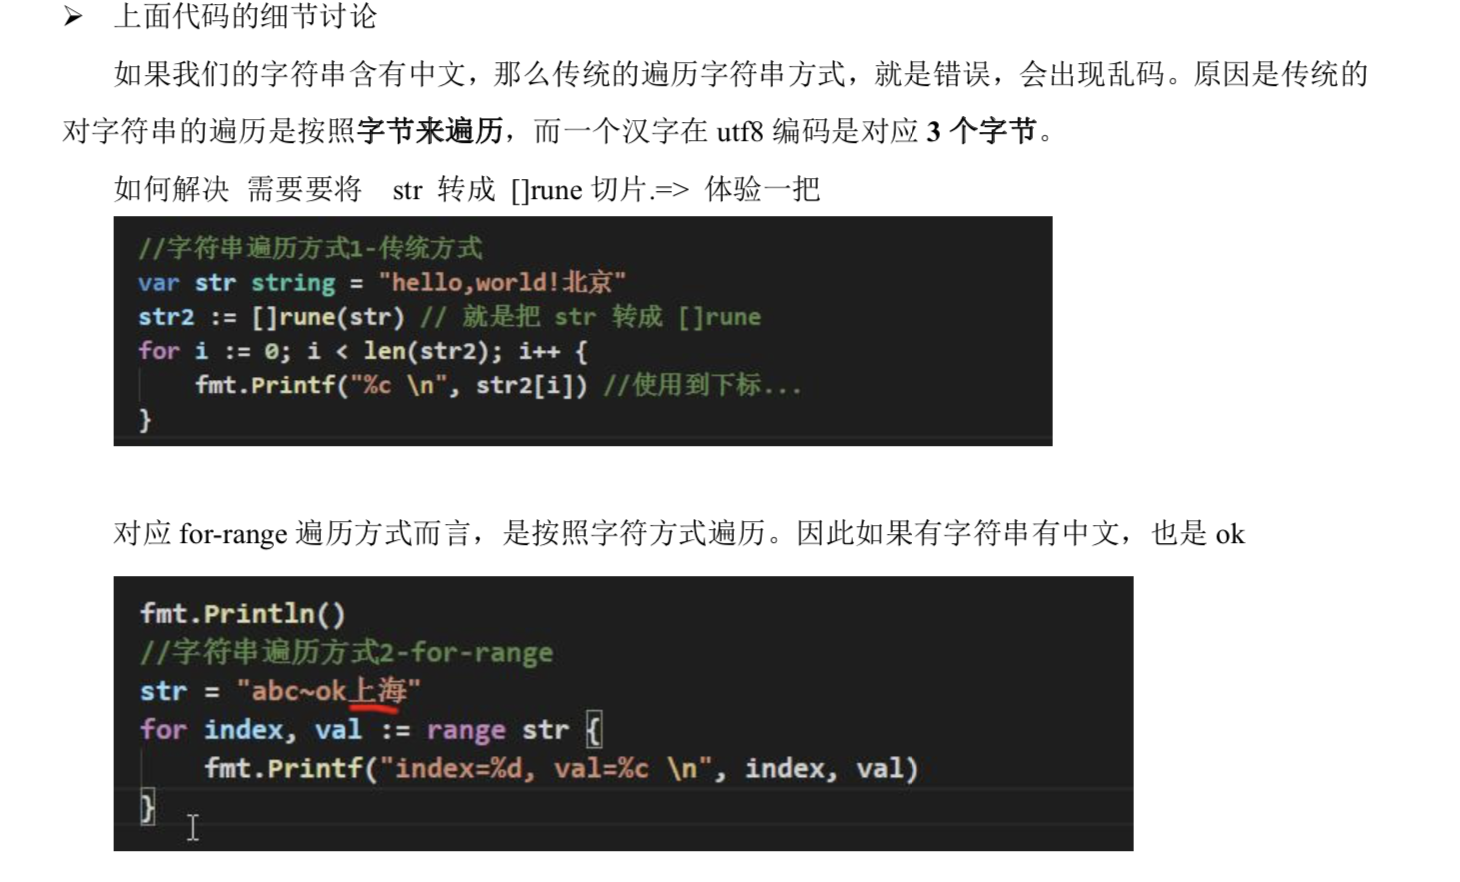 ➢ 上面代码的细节讨论
如果我们的字符串含有中文，那么传统的遍历字符串方式，就是错误，会出现乱码。原因是传统的
对字符串的遍历是按照字节来遍历，而一个汉字在 utf8 编码是对应 3 个字节。
如何解决 需要要将 str 转成 []rune 切片.=> 体验一把
//字符串遍历方式1-传统方式
var str string = "hello,world!北京"
str2 := []rune(str) // 就是把 str 转成 []rune
for i := 0; i < len(str2); i++ {
fmt.Printf("%c \n", str2[i]) //使用到下标...
}
对应 for-range 遍历方式而言，是按照字符方式遍历。因此如果有字符串有中文，也是 ok
fmt.Println()
//字符串遍历方式2-for-range
str = "abc~ok上海"
for index, val := range str {
fmt.Printf("index=%d, val=%c \n", index, val)
}